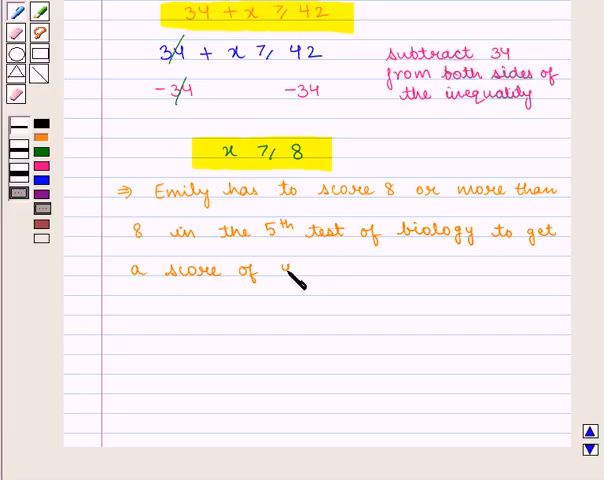 34 + x ⩾ 42
34 + x ⩾ 42
subtract 34
from both sides of
the inequality
-34 -34
x ⩾ 8
⇒ Emily has to score 8 or more than
8 in the 5th test of biology to get
a score of